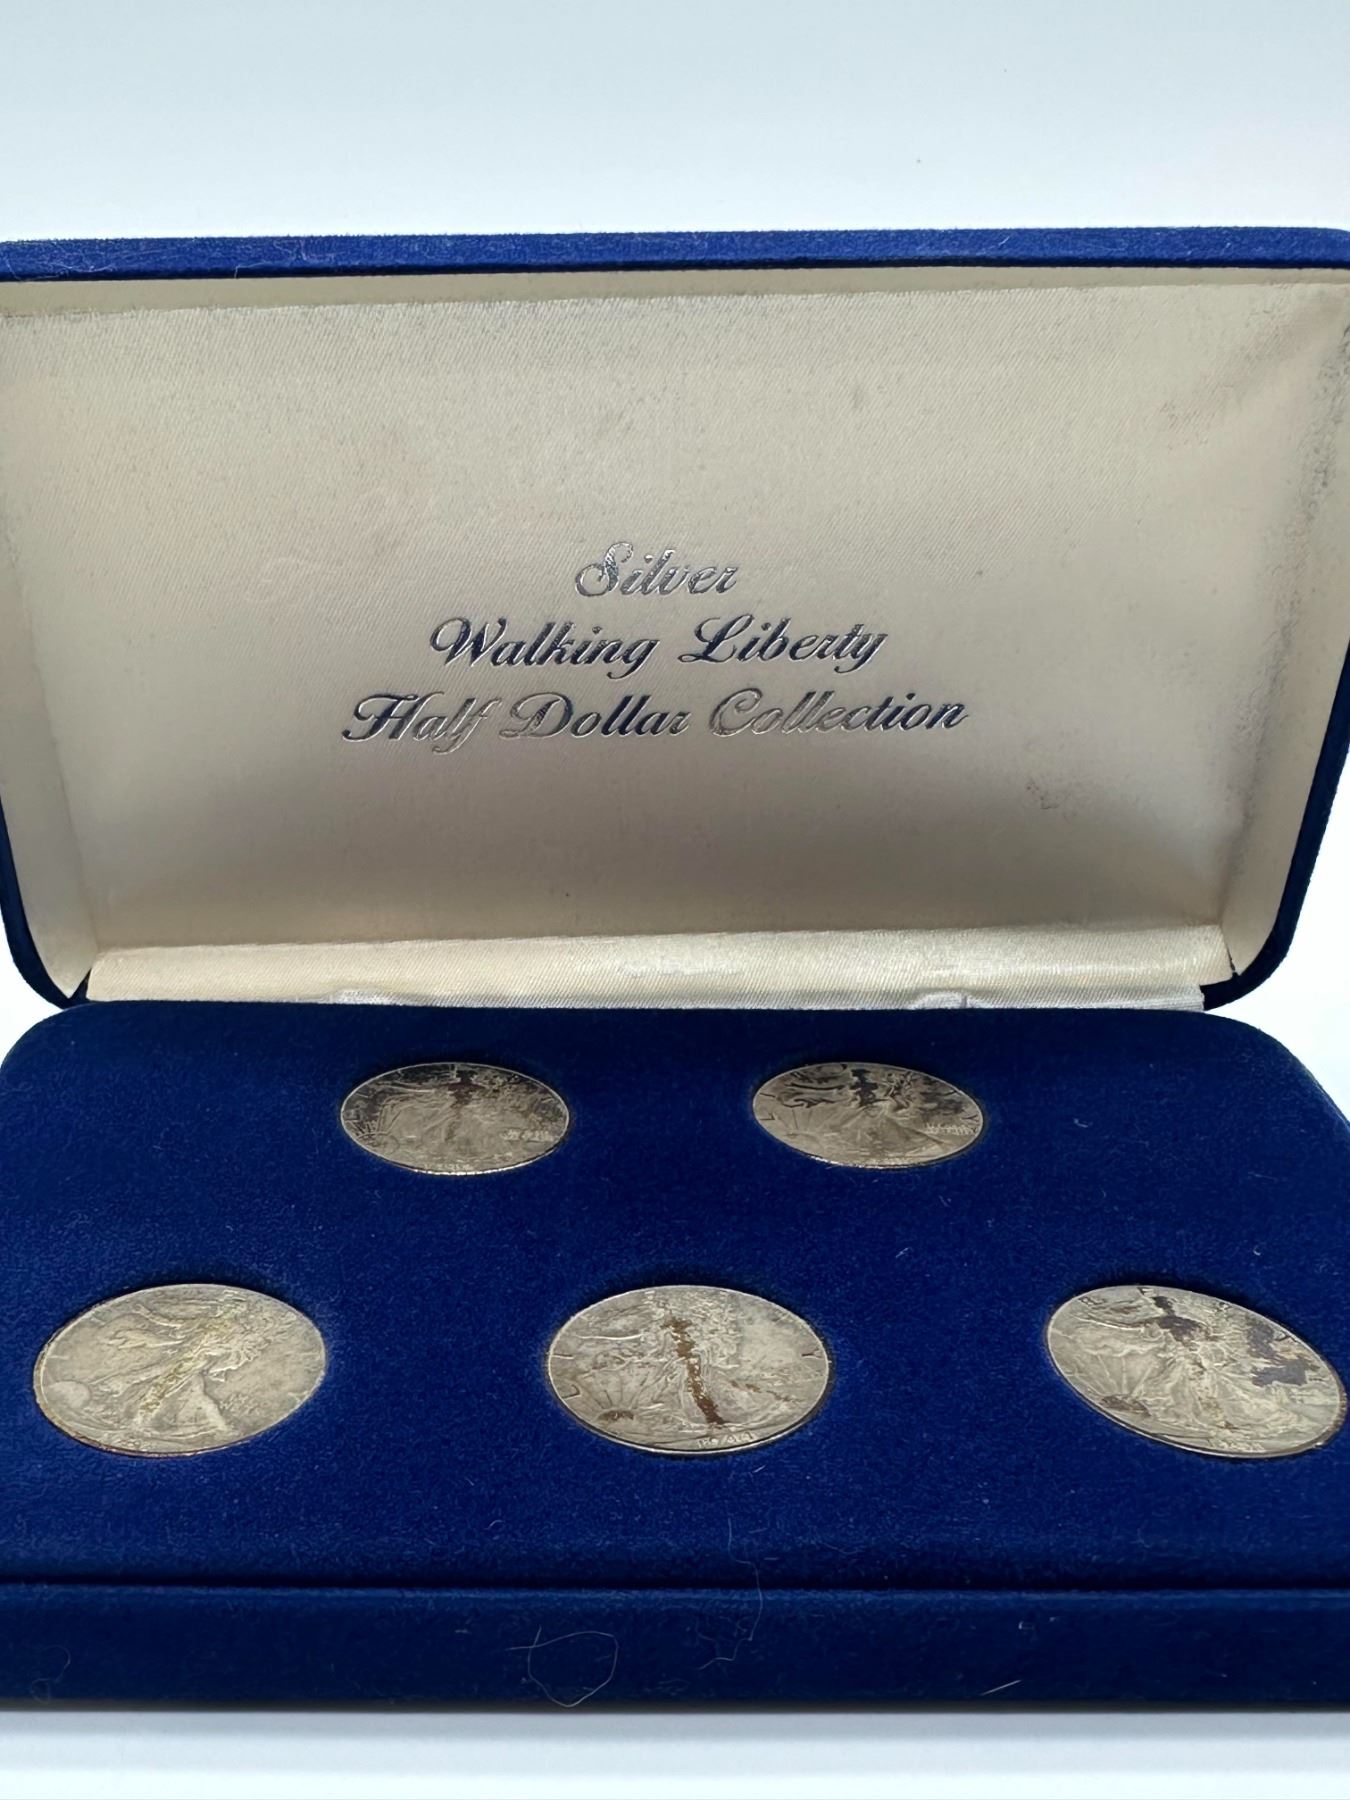 Silver
Walking Liberty
Half Dollar Collection